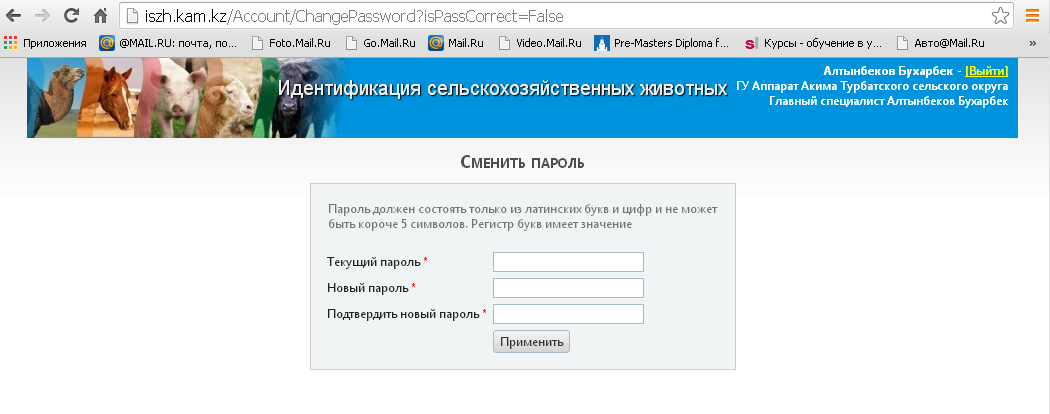 iszh.kam.kz/Account/ChangePassword?isPassCorrect=False
Приложения @MAIL.RU: почта, по... Foto.Mail.Ru Go.Mail.Ru Mail.Ru Video.Mail.Ru Pre-Masters Diploma f... Курсы - обучение в у... Авто@Mail.Ru »
Идентификация сельскохозяйственных животных
Алтынбеков Бухарбек - [Выйти]
ГУ Аппарат Акима Турбатского сельского округа
Главный специалист Алтынбеков Бухарбек
Сменить пароль
Пароль должен состоять только из латинских букв и цифр и не может
быть короче 5 символов. Регистр букв имеет значение
Текущий пароль *
Новый пароль *
Подтвердить новый пароль *
Применить